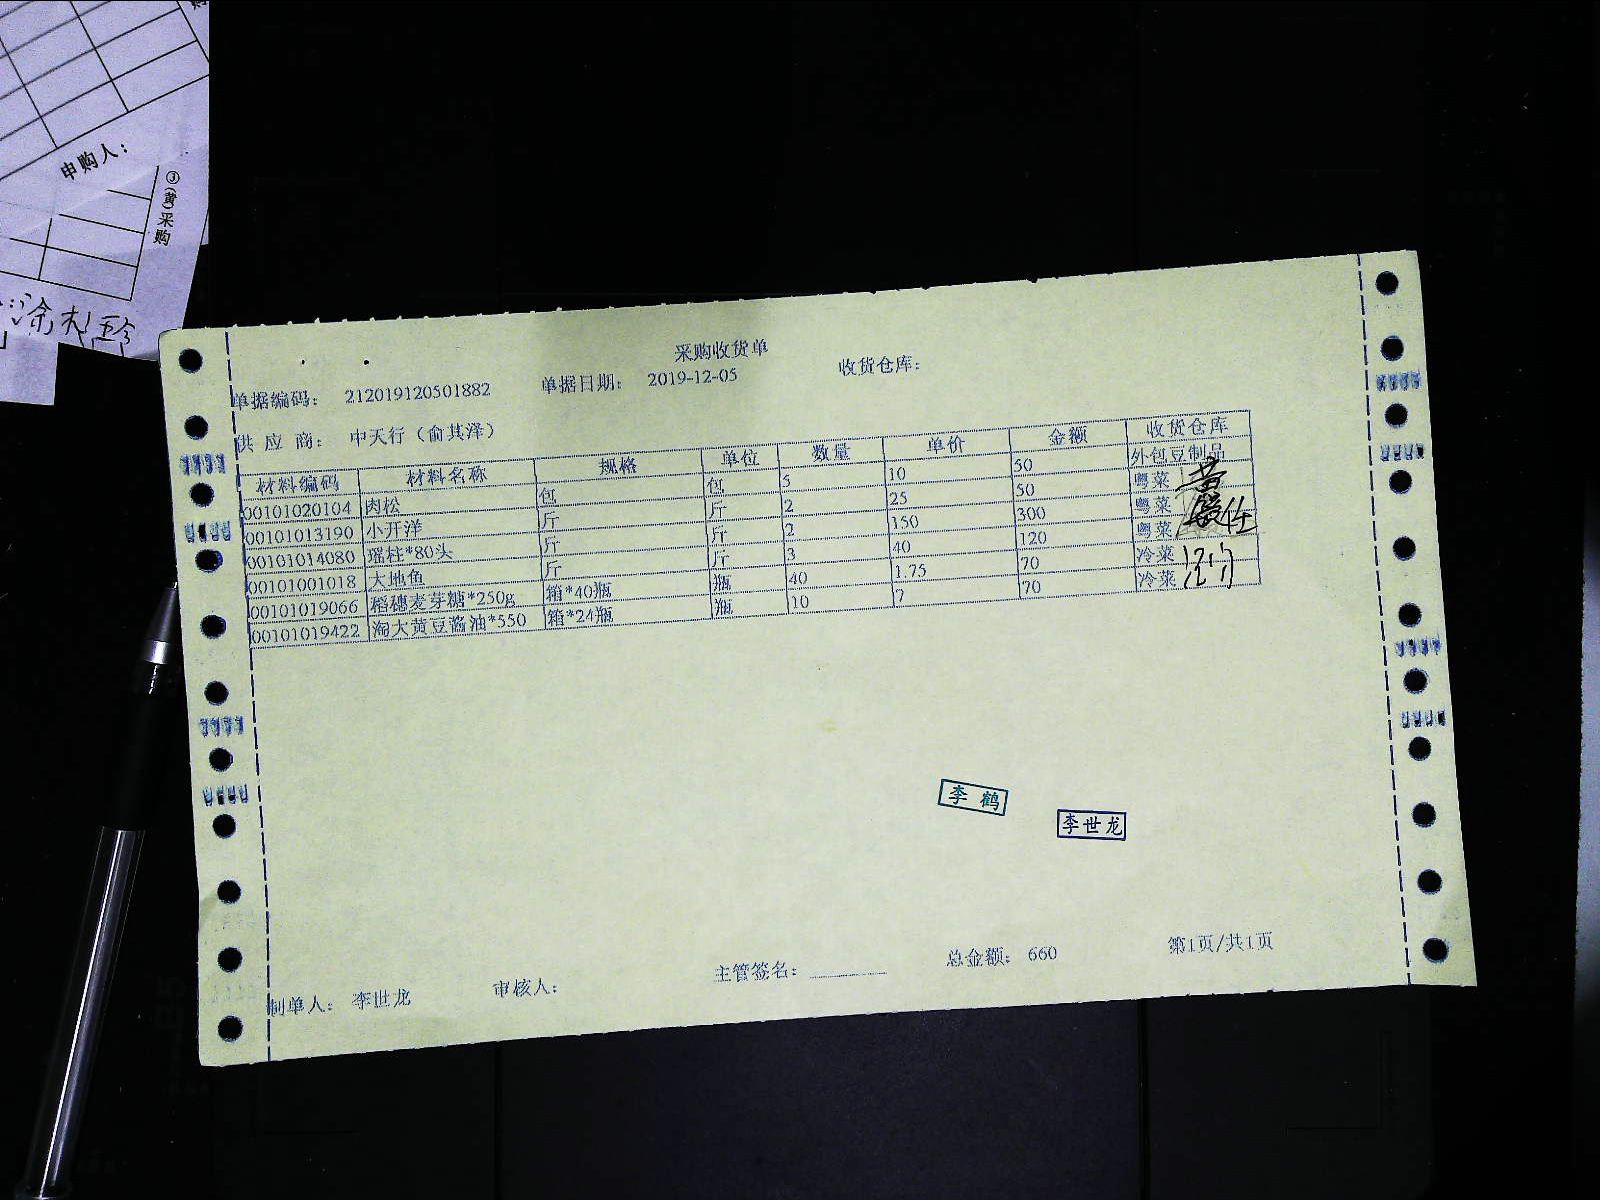 申购人：
③(黄)采购
采购收货单
单据编码： 212019120501882 单据日期： 2019-12-05 收货仓库：
供 应 商： 中天行（俞其泽）
材料编码 材料名称 规格 单位 数量 单价 金额 收货仓库
00101020104 肉松 包 包 5 10 50 外包豆制品
00101013190 小开洋 斤 斤 2 25 50 粤菜
00101014080 瑶柱*80头 斤 斤 2 150 300 粤菜
00101001018 大地鱼 斤 斤 3 40 120 粤菜
00101019066 稻穗麦芽糖*250g 箱*40瓶 瓶 40 1.75 70 冷菜
00101019422 淘大黄豆酱油*550 箱*24瓶 瓶 10 7 70 冷菜
李 鹤
李世龙
制单人： 李世龙 审核人： 主管签名： 总金额： 660 第1页/共1页